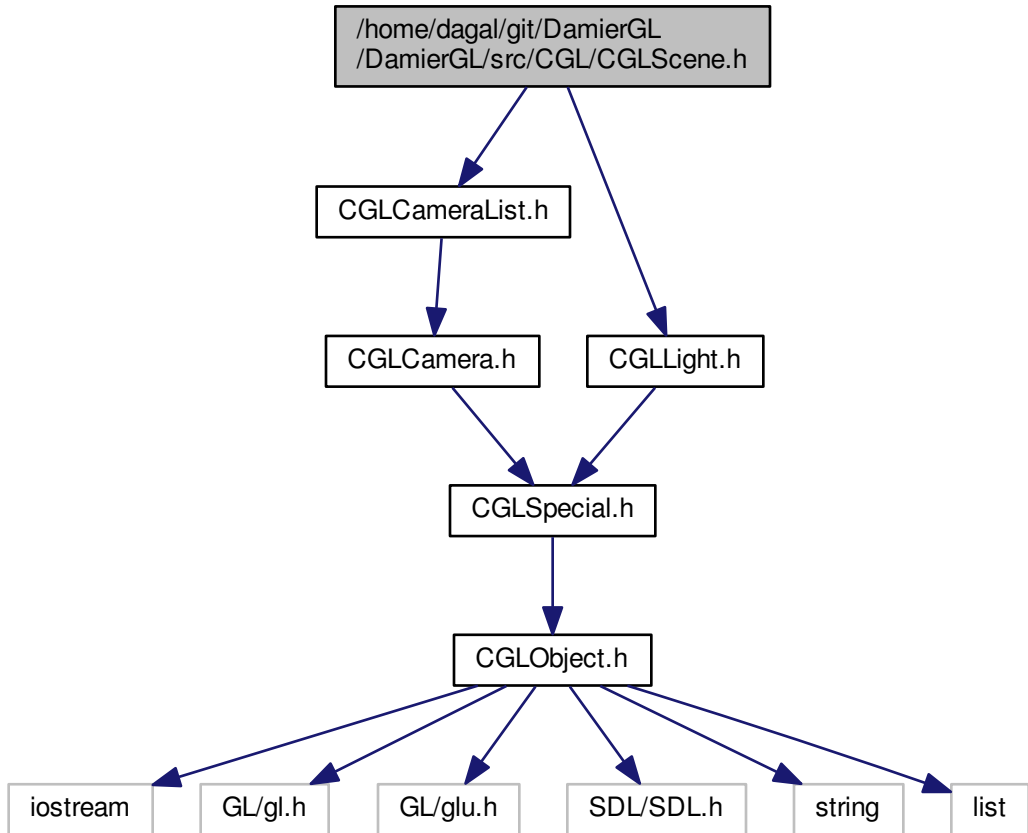 /home/dagal/git/DamierGL
/DamierGL/src/CGL/CGLScene.h
CGLCameraList.h
CGLCamera.h
CGLLight.h
CGLSpecial.h
CGLObject.h
iostream
GL/gl.h
GL/glu.h
SDL/SDL.h
string
list